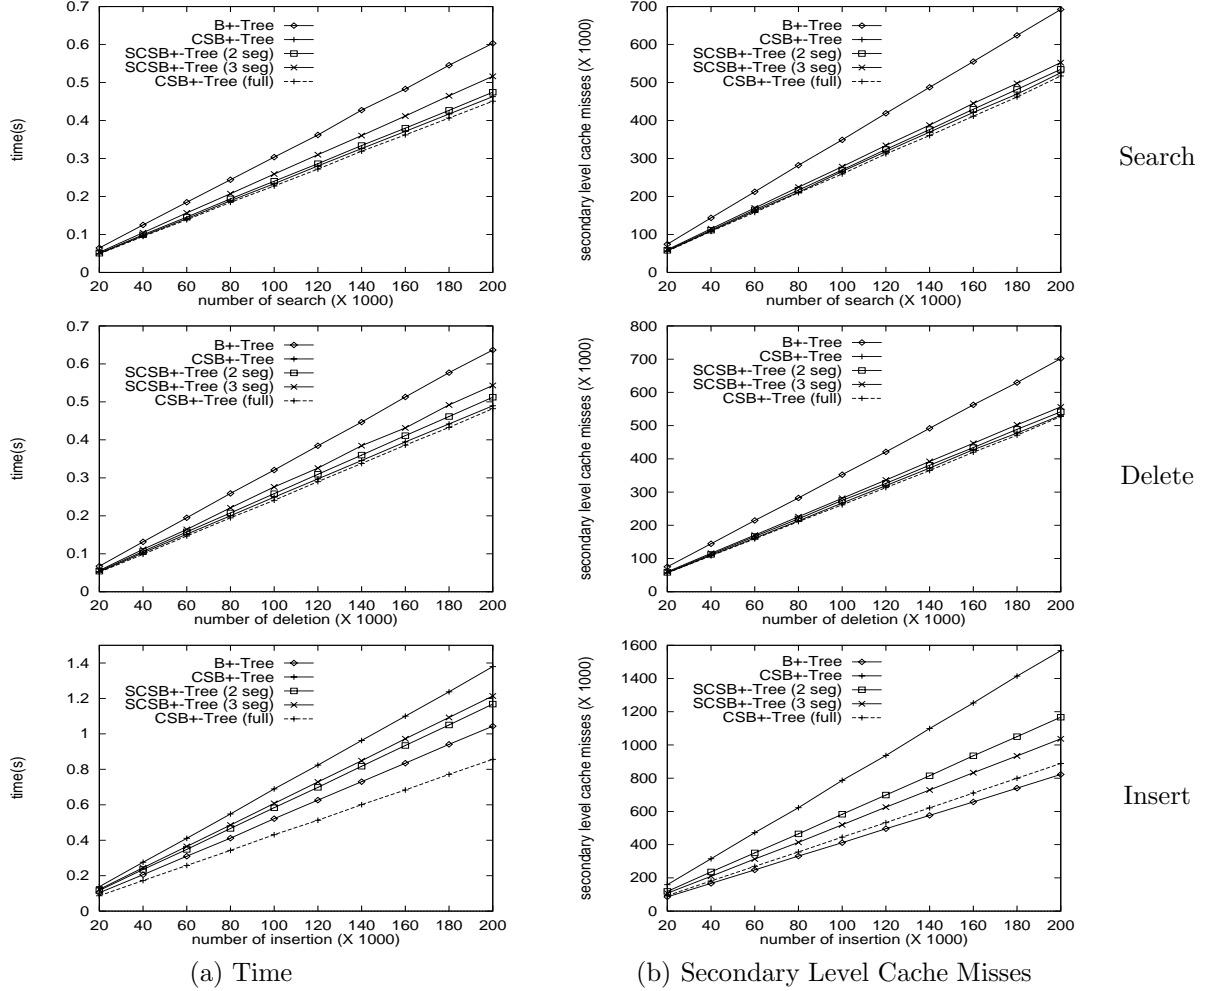 0.7
0.6
0.5
0.4
0.3
0.2
0.1
0
time(s)
B+-Tree
CSB+-Tree
SCSB+-Tree (2 seg)
SCSB+-Tree (3 seg)
CSB+-Tree (full)
20 40 60 80 100 120 140 160 180 200
number of search (X 1000)
700
600
500
400
300
200
100
0
secondary level cache misses (X 1000)
B+-Tree
CSB+-Tree
SCSB+-Tree (2 seg)
SCSB+-Tree (3 seg)
CSB+-Tree (full)
20 40 60 80 100 120 140 160 180 200
number of search (X 1000)
Search
0.7
0.6
0.5
0.4
0.3
0.2
0.1
0
time(s)
B+-Tree
CSB+-Tree
SCSB+-Tree (2 seg)
SCSB+-Tree (3 seg)
CSB+-Tree (full)
20 40 60 80 100 120 140 160 180 200
number of deletion (X 1000)
800
700
600
500
400
300
200
100
0
secondary level cache misses (X 1000)
B+-Tree
CSB+-Tree
SCSB+-Tree (2 seg)
SCSB+-Tree (3 seg)
CSB+-Tree (full)
20 40 60 80 100 120 140 160 180 200
number of deletion (X 1000)
Delete
1.4
1.2
1
0.8
0.6
0.4
0.2
0
time(s)
B+-Tree
CSB+-Tree
SCSB+-Tree (2 seg)
SCSB+-Tree (3 seg)
CSB+-Tree (full)
20 40 60 80 100 120 140 160 180 200
number of insertion (X 1000)
1600
1400
1200
1000
800
600
400
200
0
secondary level cache misses (X 1000)
B+-Tree
CSB+-Tree
SCSB+-Tree (2 seg)
SCSB+-Tree (3 seg)
CSB+-Tree (full)
20 40 60 80 100 120 140 160 180 200
number of insertion (X 1000)
Insert
(a) Time
(b) Secondary Level Cache Misses